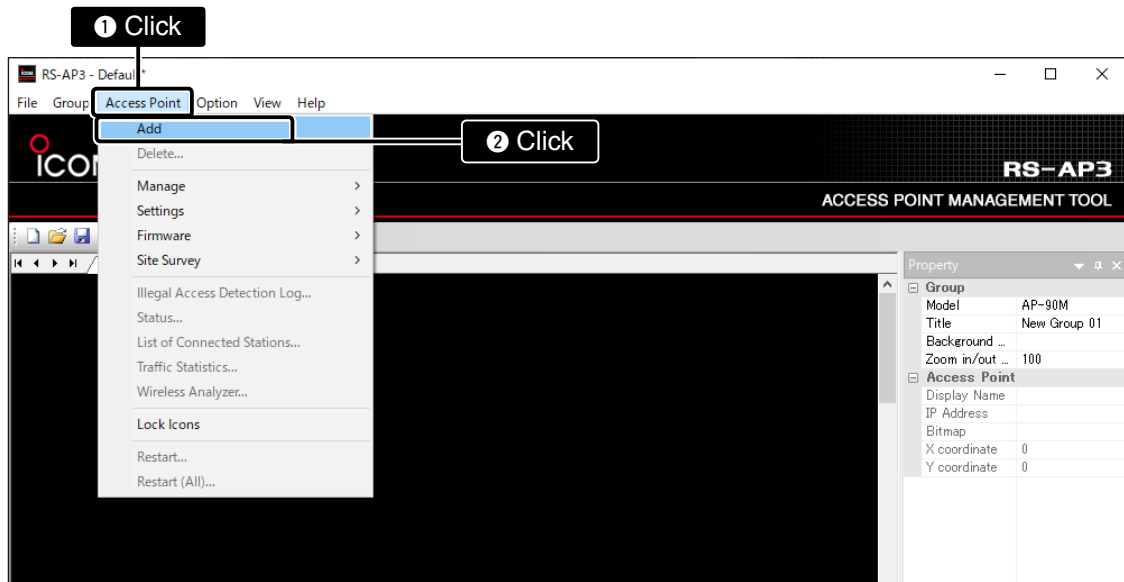 ❶ Click
RS-AP3 - Default*
File Group Access Point Option View Help
Add
❷ Click
Delete...
ICOM
RS-AP3
Manage
ACCESS POINT MANAGEMENT TOOL
Settings
Firmware
Site Survey
Property
Illegal Access Detection Log...
Group
Model AP-90M
Status...
Title New Group 01
List of Connected Stations...
Background ...
Traffic Statistics...
Zoom in/out ... 100
Access Point
Wireless Analyzer...
Display Name
IP Address
Lock Icons
Bitmap
X coordinate 0
Restart...
Y coordinate 0
Restart (All)...